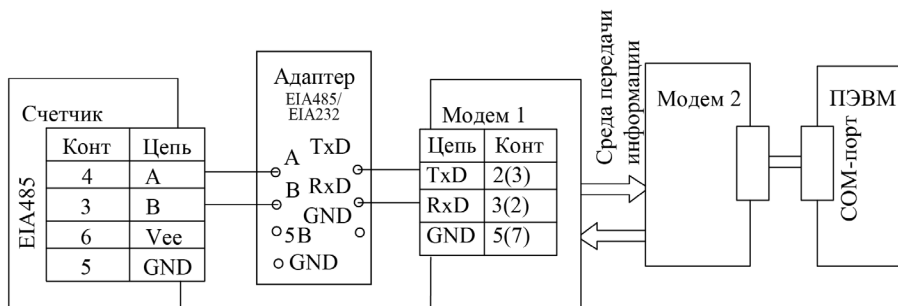 Счетчик
EIA485
Конт Цепь
4 A
3 B
6 Vee
5 GND
Адаптер
EIA485/
EIA232
A
TxD
B
RxD
GND
5В
GND
Модем 1
Цепь Конт
TxD 2(3)
RxD 3(2)
GND 5(7)
Среда передачи
информации
Модем 2
ПЭВМ
COM-порт